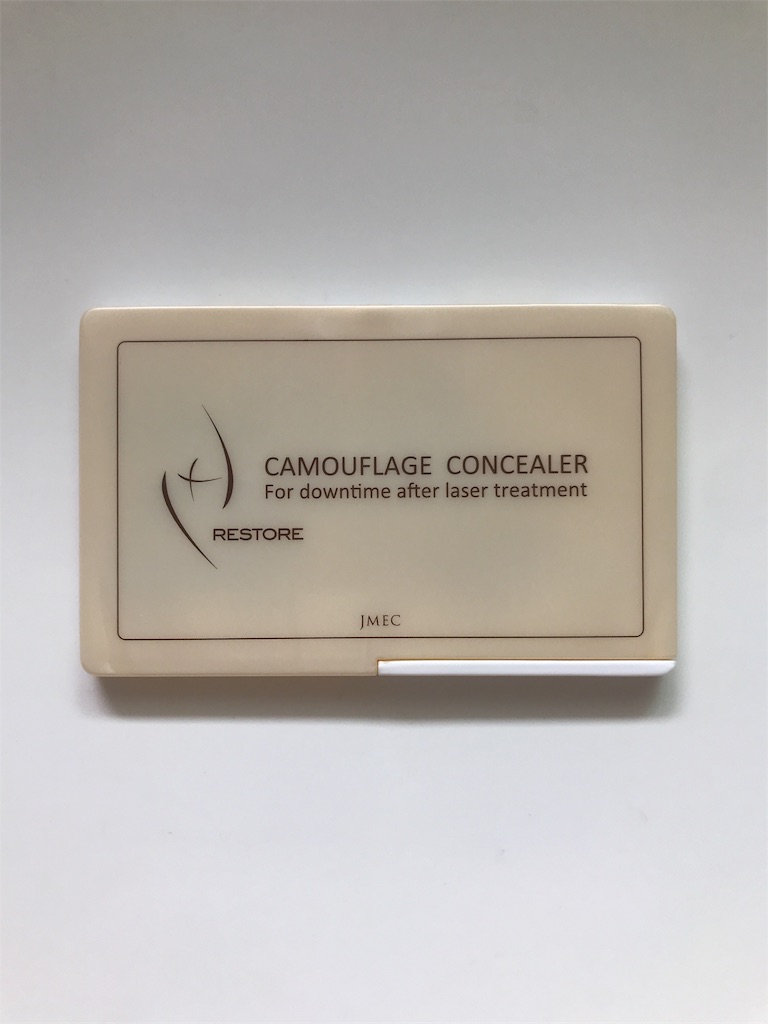 CAMOUFLAGE CONCEALER
For downtime after laser treatment
RESTORE
JMEC